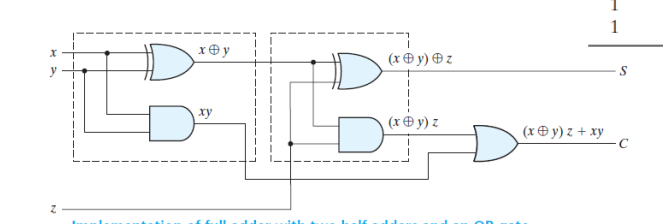 1
1
x
y
x ⊕ y
(x ⊕ y) ⊕ z
S
xy
(x ⊕ y) z
(x ⊕ y) z + xy
C
z
Implementation of full adder with two half adders and an OR gate